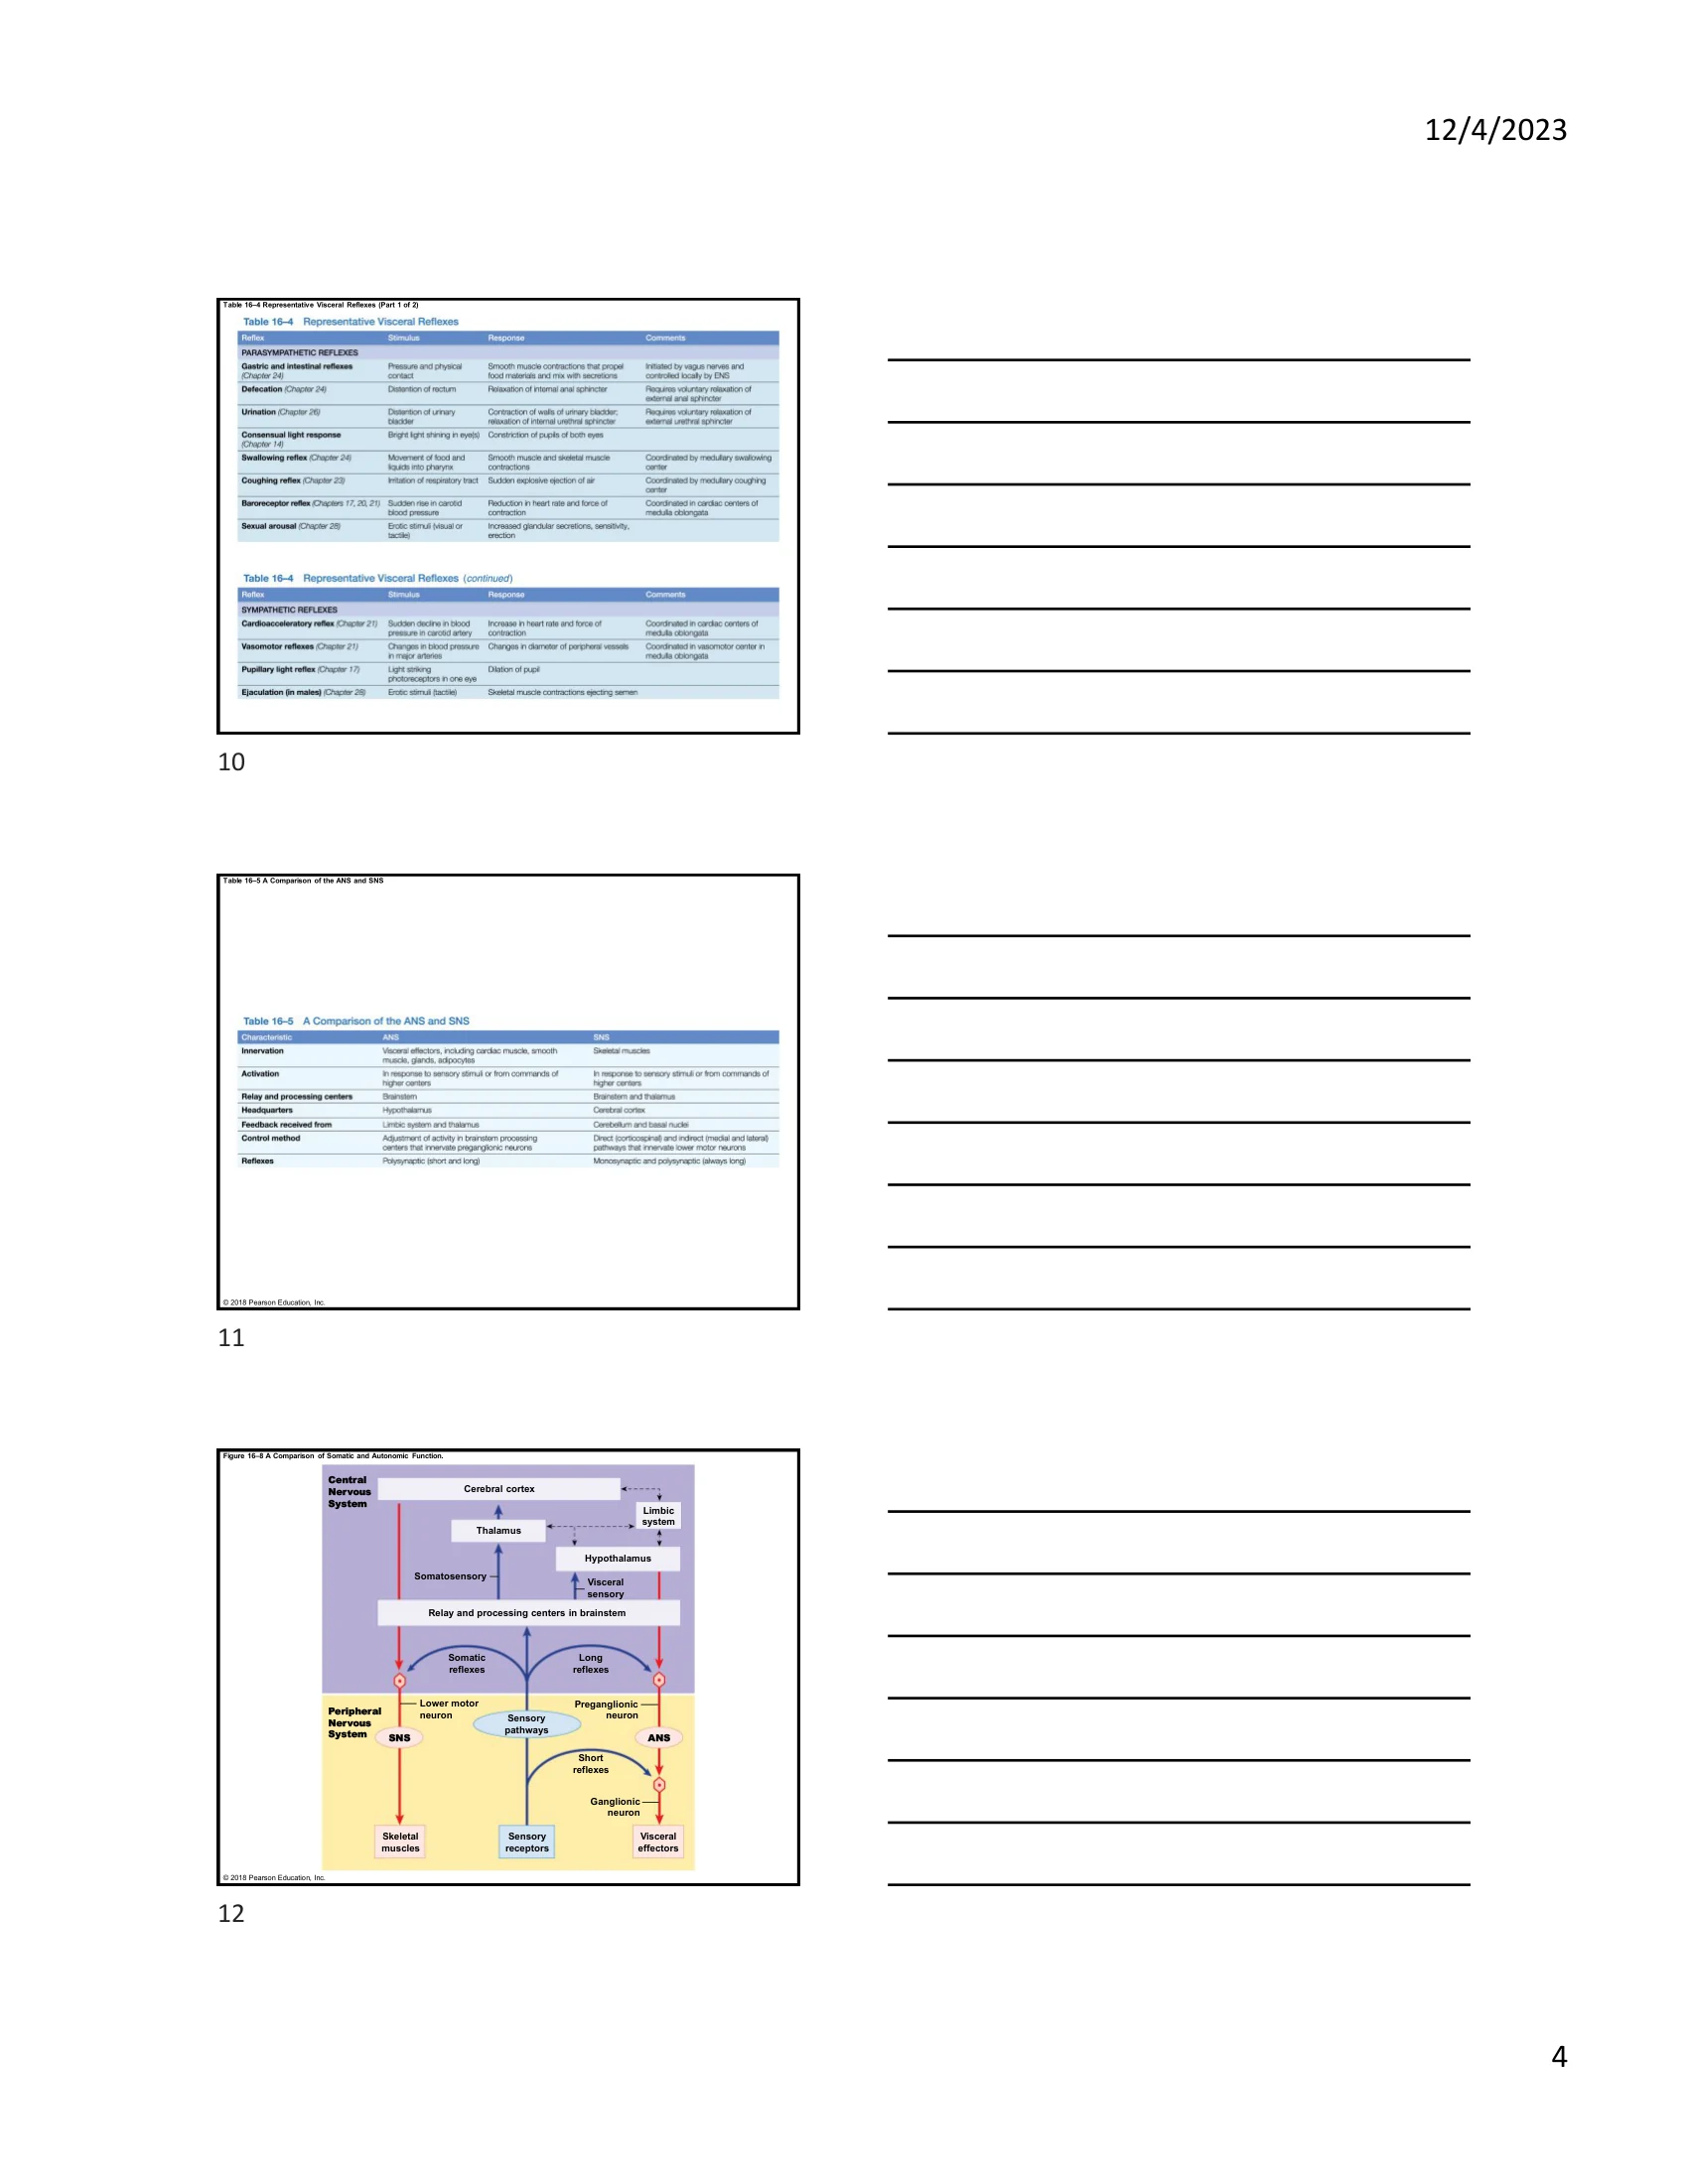 12/4/2023
Table 16–4 Representative Visceral Reflexes (Part 1 of 2)
Table 16–4 Representative Visceral Reflexes
Reflex Stimulus Response Comments
PARASYMPATHETIC REFLEXES
Gastric and intestinal reflexes Pressure and physical Smooth muscle contractions that propel Initiated by vagus nerves and
(Chapter 24) contact food materials and mix with secretions controlled locally by ENS
Defecation (Chapter 24) Distention of rectum Relaxation of internal anal sphincter Requires voluntary relaxation of
external anal sphincter
Urination (Chapter 26) Distention of urinary Contraction of walls of urinary bladder; Requires voluntary relaxation of
bladder relaxation of internal urethral sphincter external urethral sphincter
Consensual light response Bright light shining in eye(s) Constriction of pupils of both eyes
(Chapter 14)
Swallowing reflex (Chapter 24) Movement of food and Smooth muscle and skeletal muscle Coordinated by medullary swallowing
liquids into pharynx contractions center
Coughing reflex (Chapter 23) Irritation of respiratory tract Sudden explosive ejection of air Coordinated by medullary coughing
center
Baroreceptor reflex (Chapters 17, 20, 21) Sudden rise in carotid Reduction in heart rate and force of Coordinated in cardiac centers of
blood pressure contraction medulla oblongata
Sexual arousal (Chapter 28) Erotic stimuli (visual or Increased glandular secretions, sensitivity,
tactile) erection
Table 16–4 Representative Visceral Reflexes (continued)
Reflex Stimulus Response Comments
SYMPATHETIC REFLEXES
Cardioacceleratory reflex (Chapter 21) Sudden decline in blood Increase in heart rate and force of Coordinated in cardiac centers of
pressure in carotid artery contraction medulla oblongata
Vasomotor reflexes (Chapter 21) Changes in blood pressure Changes in diameter of peripheral vessels Coordinated in vasomotor center in
in major arteries medulla oblongata
Pupillary light reflex (Chapter 17) Light striking Dilation of pupil
photoreceptors in one eye
Ejaculation (in males) (Chapter 28) Erotic stimuli (tactile) Skeletal muscle contractions ejecting semen
10
Table 16–5 A Comparison of the ANS and SNS
Table 16–5 A Comparison of the ANS and SNS
Characteristic ANS SNS
Innervation Visceral effectors, including cardiac muscle, smooth Skeletal muscles
muscle, glands, adipocytes
Activation In response to sensory stimuli or from commands of In response to sensory stimuli or from commands of
higher centers higher centers
Relay and processing centers Brainstem Brainstem and thalamus
Headquarters Hypothalamus Cerebral cortex
Feedback received from Limbic system and thalamus Cerebellum and basal nuclei
Control method Adjustment of activity in brainstem processing Direct (corticospinal) and indirect (medial and lateral)
centers that innervate preganglionic neurons pathways that innervate lower motor neurons
Reflexes Polysynaptic (short and long) Monosynaptic and polysynaptic (always long)
© 2018 Pearson Education, Inc.
11
Figure 16–8 A Comparison of Somatic and Autonomic Function.
Central
Nervous
System
Cerebral cortex
Limbic
system
Thalamus
Hypothalamus
Somatosensory
Visceral
sensory
Relay and processing centers in brainstem
Somatic
reflexes
Long
reflexes
Lower motor
neuron
Preganglionic
neuron
Peripheral
Nervous
System
Sensory
pathways
SNS
ANS
Short
reflexes
Ganglionic
neuron
Skeletal
muscles
Sensory
receptors
Visceral
effectors
© 2018 Pearson Education, Inc.
12
4